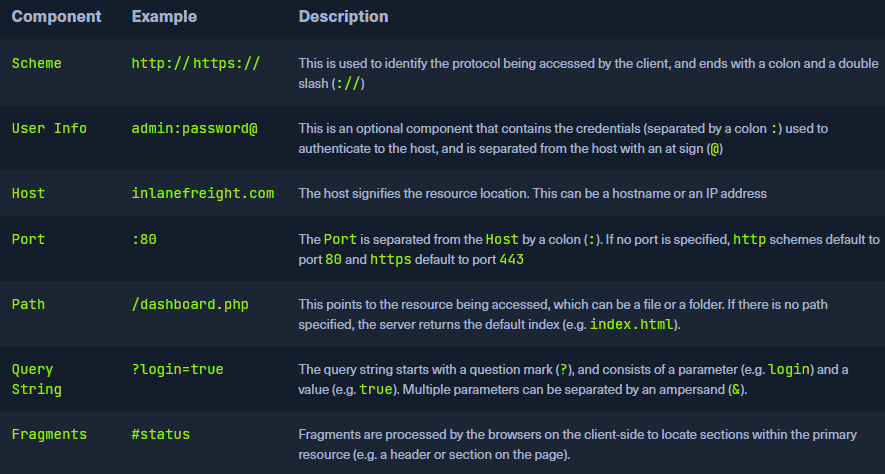 Component Example Description
Scheme http:// https:// This is used to identify the protocol being accessed by the client, and ends with a colon and a double
slash (://)
User Info admin:password@ This is an optional component that contains the credentials (separated by a colon :) used to
authenticate to the host, and is separated from the host with an at sign (@)
Host inlanefreight.com The host signifies the resource location. This can be a hostname or an IP address
Port :80 The Port is separated from the Host by a colon (:). If no port is specified, http schemes default to
port 80 and https default to port 443
Path /dashboard.php This points to the resource being accessed, which can be a file or a folder. If there is no path
specified, the server returns the default index (e.g. index.html).
Query ?login=true The query string starts with a question mark (?), and consists of a parameter (e.g. login) and a
String value (e.g. true). Multiple parameters can be separated by an ampersand (&).
Fragments #status Fragments are processed by the browsers on the client-side to locate sections within the primary
resource (e.g. a header or section on the page).